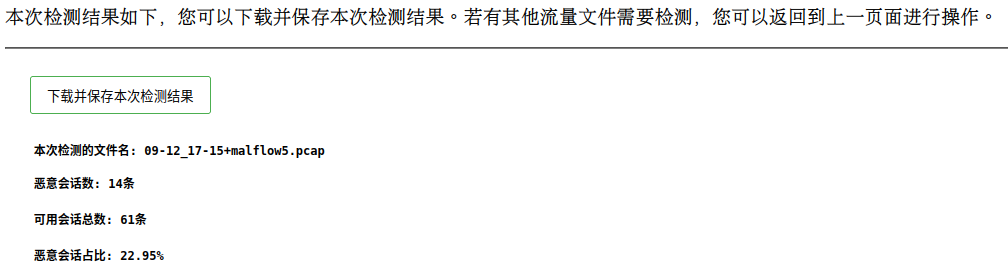 本次检测结果如下，您可以下载并保存本次检测结果。若有其他流量文件需要检测，您可以返回到上一页面进行操作。
下载并保存本次检测结果
本次检测的文件名: 09-12_17-15+malflow5.pcap
恶意会话数: 14条
可用会话总数: 61条
恶意会话占比: 22.95%